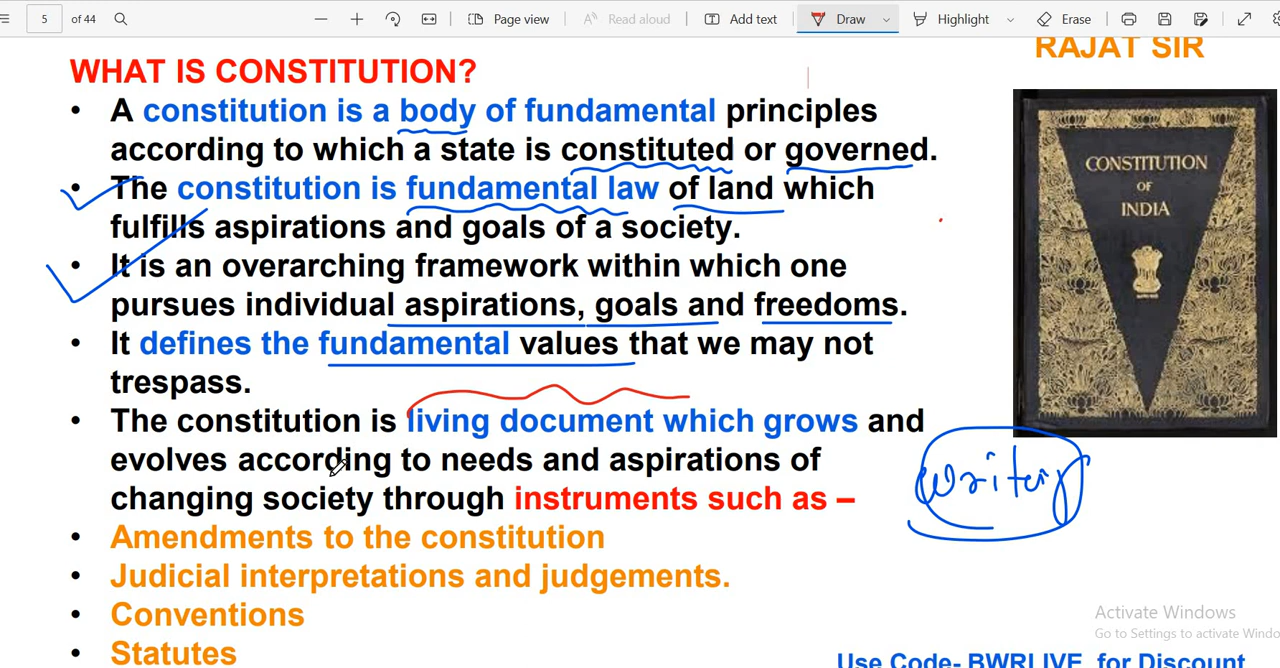 5 of 44
Page view
Read aloud
Add text
Draw
Highlight
Erase
RAJAT SIR
WHAT IS CONSTITUTION?
• A constitution is a body of fundamental principles
according to which a state is constituted or governed.
• The constitution is fundamental law of land which
fulfills aspirations and goals of a society.
• It is an overarching framework within which one
pursues individual aspirations, goals and freedoms.
• It defines the fundamental values that we may not
trespass.
• The constitution is living document which grows and
evolves according to needs and aspirations of
changing society through instruments such as –
• Amendments to the constitution
• Judicial interpretations and judgements.
• Conventions
• Statutes
CONSTITUTION
OF
INDIA
Activate Windows
Go to Settings to activate Windo
Use Code- BWRLIVE for Discount